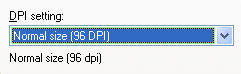 DPI setting:
Normal size (96 DPI)
Normal size (96 dpi)